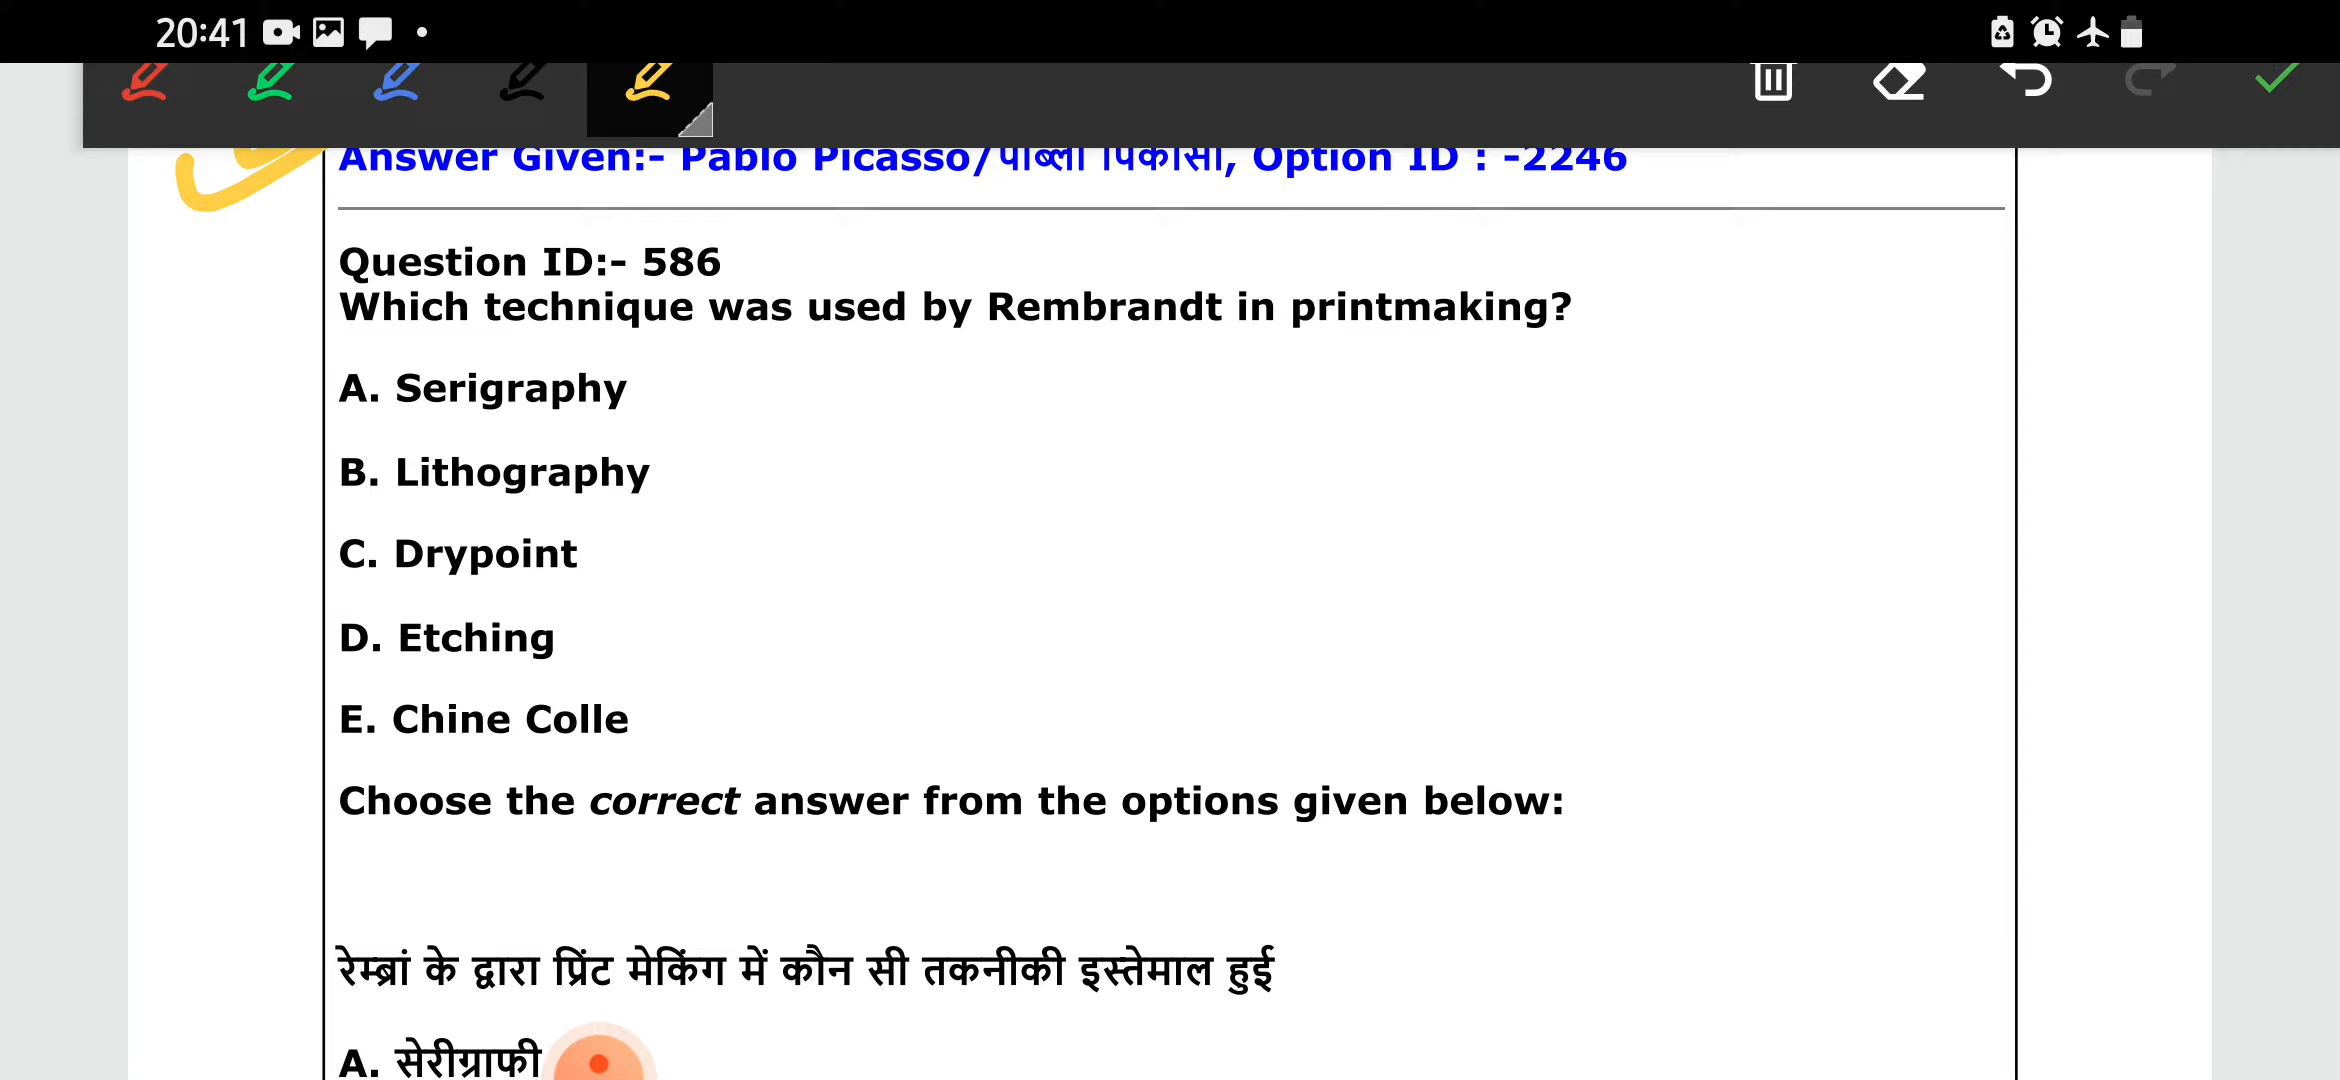 20:41
Answer Given:- Pablo Picasso/पाब्लो पिकासो, Option ID : -2246
Question ID:- 586
Which technique was used by Rembrandt in printmaking?
A. Serigraphy
B. Lithography
C. Drypoint
D. Etching
E. Chine Colle
Choose the correct answer from the options given below:
रेम्ब्रां के द्वारा प्रिंट मेकिंग में कौन सी तकनीकी इस्तेमाल हुई
A. सेरीग्राफी